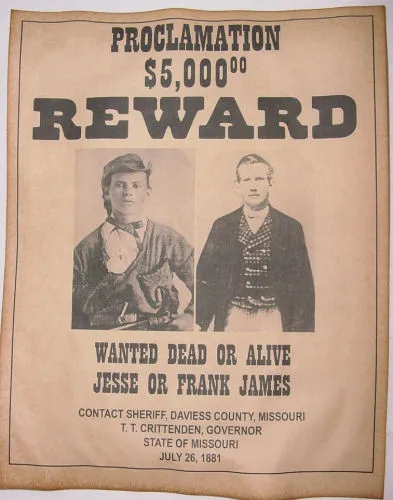 PROCLAMATION
$5,000⁰⁰
REWARD
WANTED DEAD OR ALIVE
JESSE OR FRANK JAMES
CONTACT SHERIFF, DAVIESS COUNTY, MISSOURI
T. T. CRITTENDEN, GOVERNOR
STATE OF MISSOURI
JULY 26, 1881